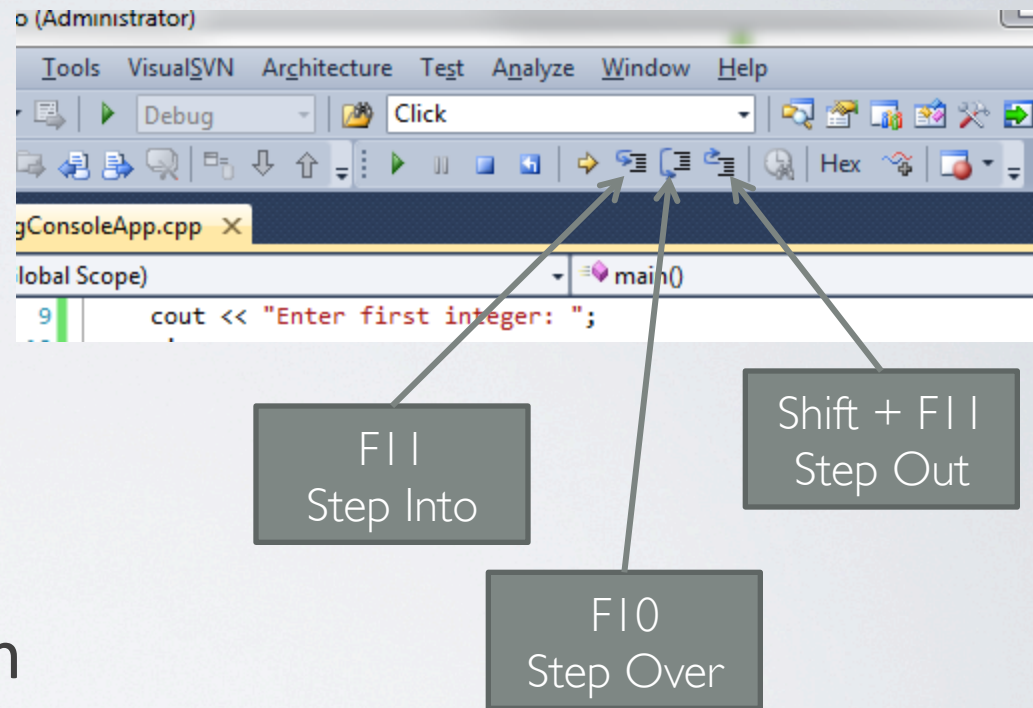 o (Administrator)
Tools VisualSVN Architecture Test Analyze Window Help
Debug Click
Hex
gConsoleApp.cpp
lobal Scope) main()
9 cout << "Enter first integer: ";
F11
Step Into
Shift + F11
Step Out
F10
Step Over
n